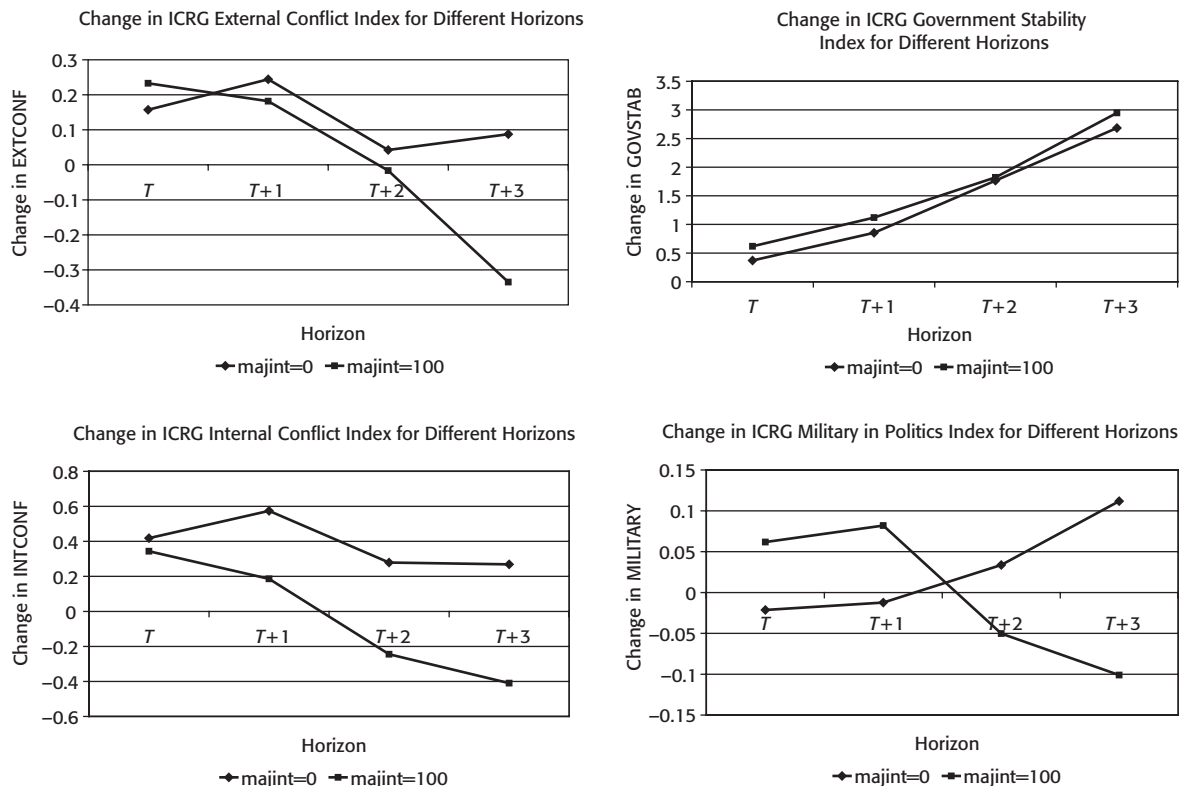 Change in ICRG External Conflict Index for Different Horizons
0.3
0.2
0.1
0
–0.1
–0.2
–0.3
–0.4
Change in EXTCONF
T
T+1
T+2
T+3
Horizon
majint=0 majint=100
Change in ICRG Government Stability
Index for Different Horizons
3.5
3
2.5
2
1.5
1
0.5
0
Change in GOVSTAB
T
T+1
T+2
T+3
Horizon
majint=0 majint=100
Change in ICRG Internal Conflict Index for Different Horizons
0.8
0.6
0.4
0.2
0
–0.2
–0.4
–0.6
Change in INTCONF
T
T+1
T+2
T+3
Horizon
majint=0 majint=100
Change in ICRG Military in Politics Index for Different Horizons
0.15
0.1
0.05
0
–0.05
–0.1
–0.15
Change in MILITARY
T
T+1
T+2
T+3
Horizon
majint=0 majint=100